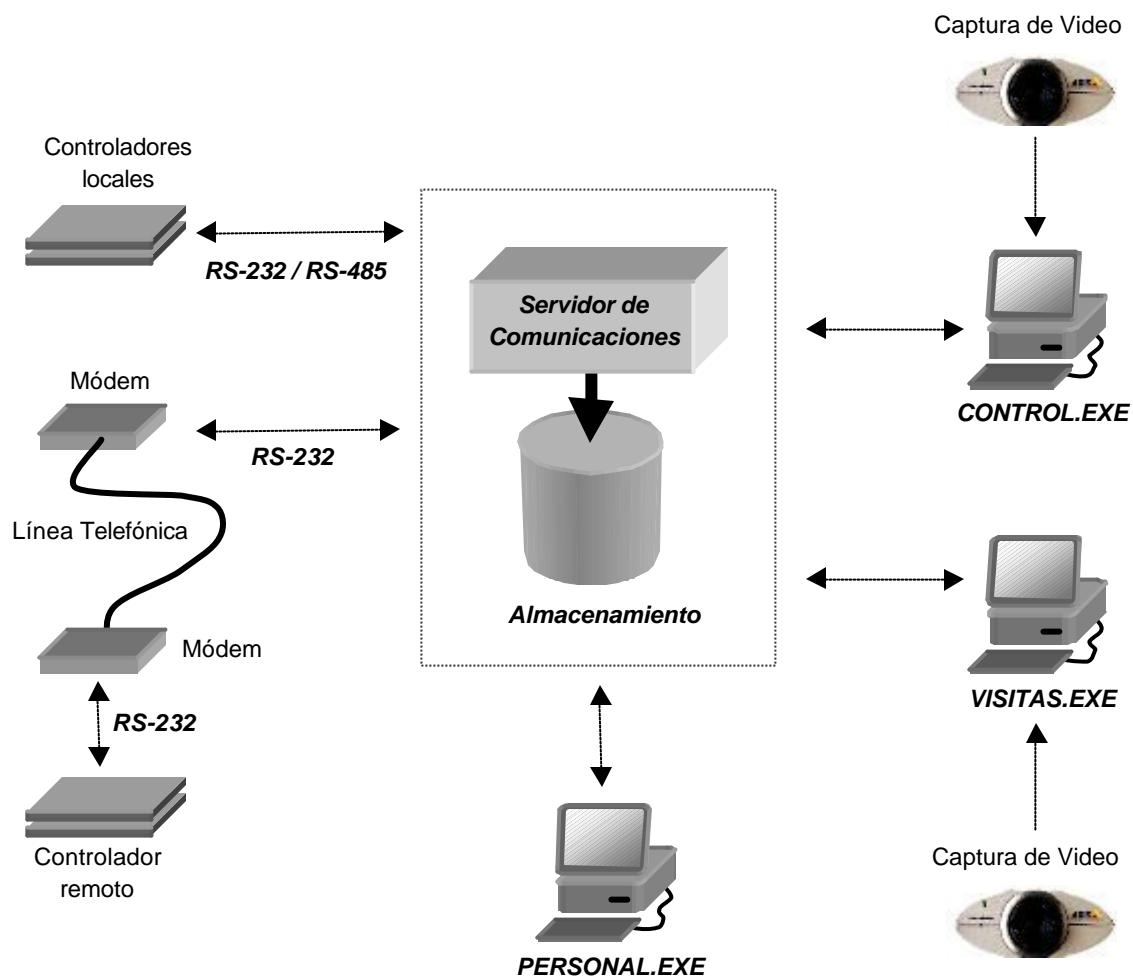 Captura de Video
Controladores
locales
RS-232 / RS-485
Servidor de
Comunicaciones
CONTROL.EXE
Módem
RS-232
Línea Telefónica
Almacenamiento
Módem
RS-232
VISITAS.EXE
Controlador
remoto
Captura de Video
PERSONAL.EXE